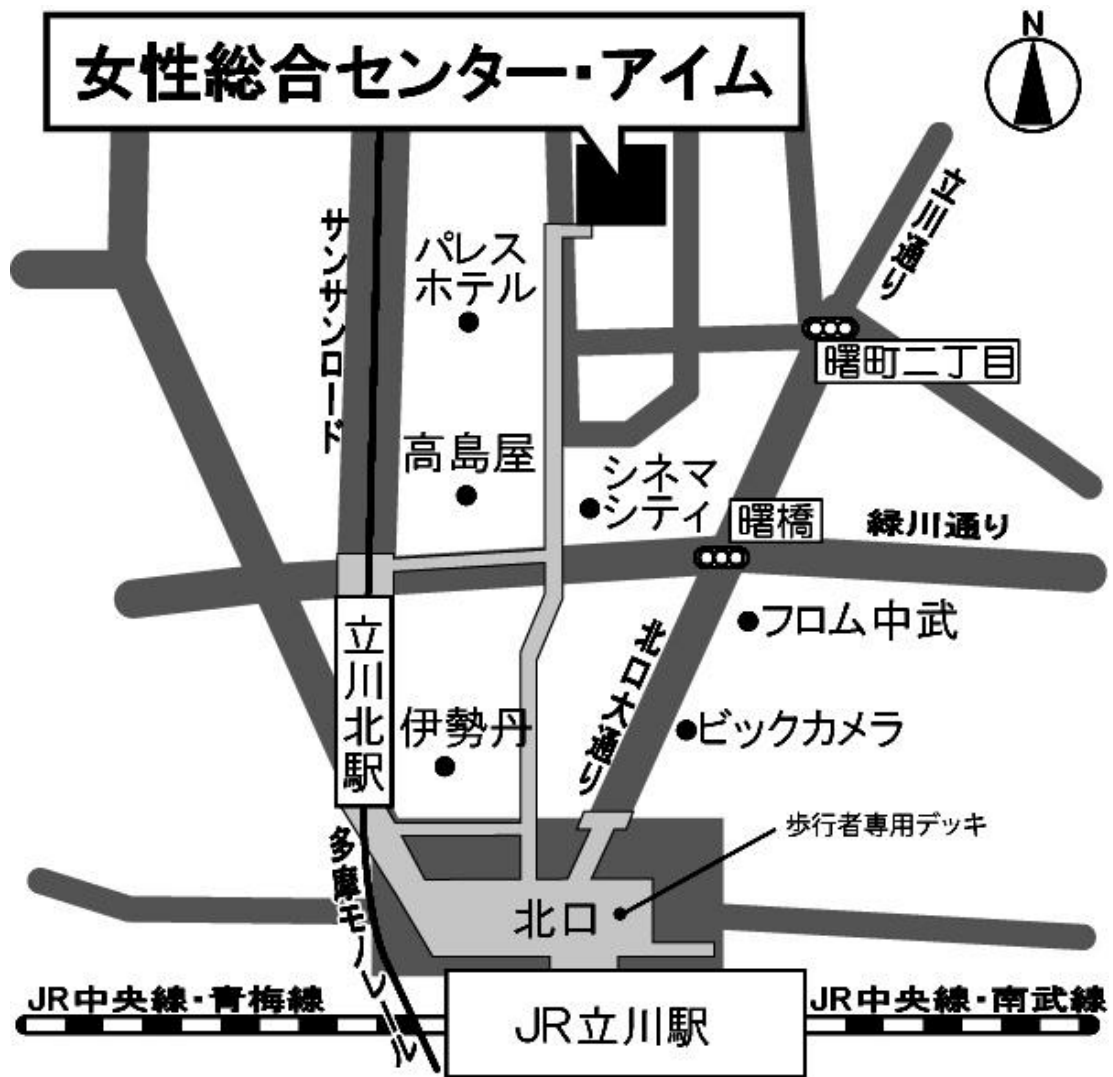 女性総合センター・アイム
N
立川通り
サンサンロード
パレス
ホテル
曙町二丁目
高島屋
シネマ
シティ
曙橋
緑川通り
フロム中武
立川北駅
北口大通り
伊勢丹
ビックカメラ
歩行者専用デッキ
多摩モノレール
北口
JR中央線・青梅線
JR立川駅
JR中央線・南武線